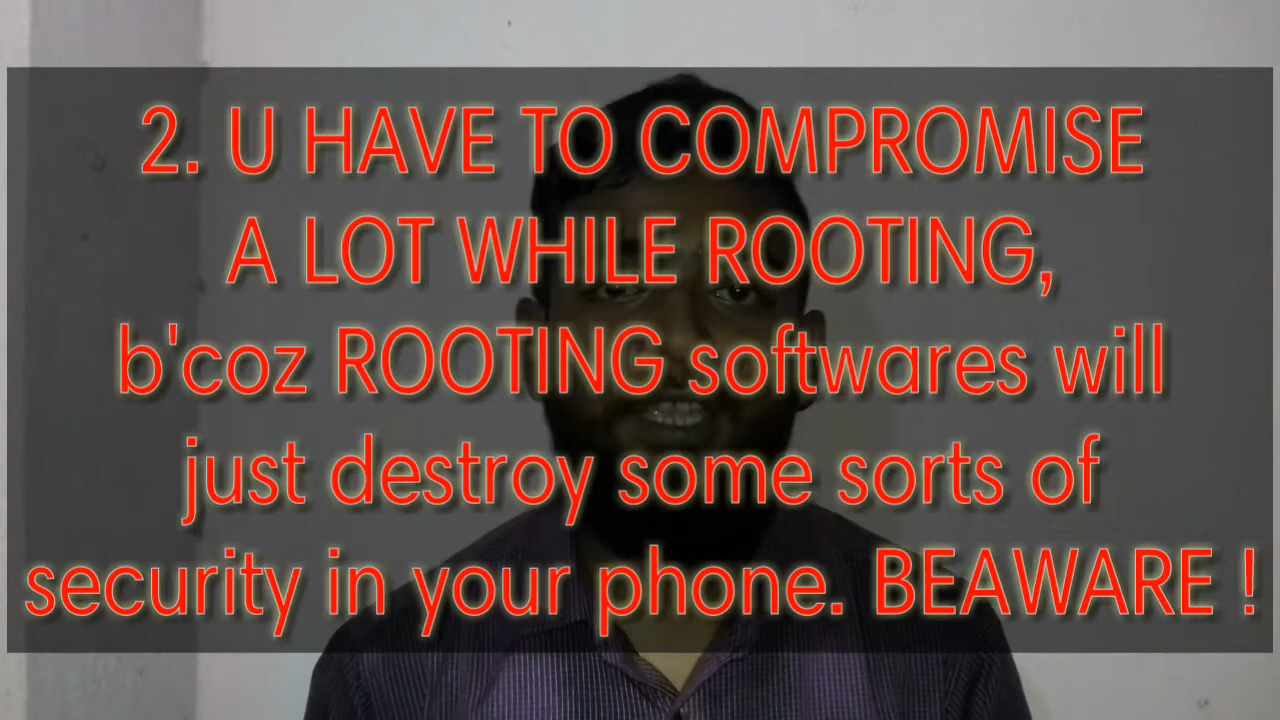 2. U HAVE TO COMPROMISE
A LOT WHILE ROOTING,
b'coz ROOTING softwares will
just destroy some sorts of
security in your phone. BEAWARE !